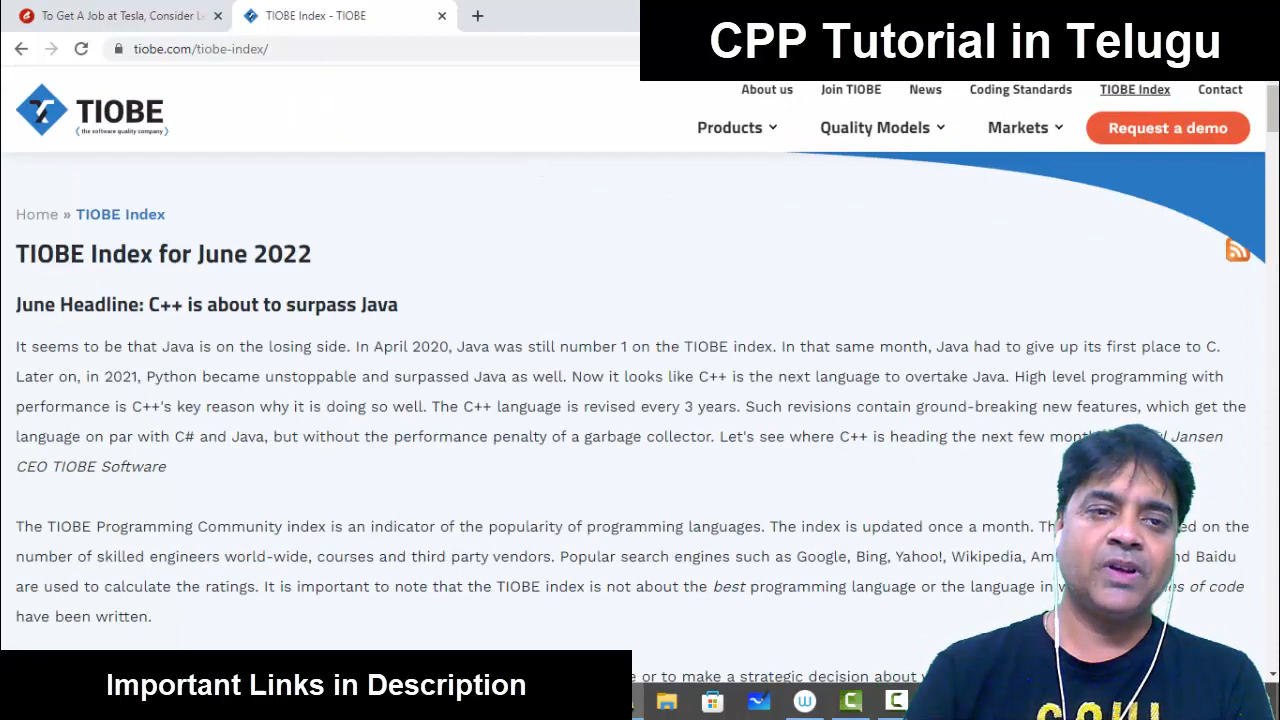 To Get A Job at Tesla, Consider
TIOBE Index - TIOBE
CPP Tutorial in Telugu
tiobe.com/tiobe-index/
TIOBE
the software quality company
About us
Join TIOBE
News
Coding Standards
TIOBE Index
Contact
Products
Quality Models
Markets
Request a demo
Home » TIOBE Index
TIOBE Index for June 2022
June Headline: C++ is about to surpass Java
It seems to be that Java is on the losing side. In April 2020, Java was still number 1 on the TIOBE index. In that same month, Java had to give up its first place to C.
Later on, in 2021, Python became unstoppable and surpassed Java as well. Now it looks like C++ is the next language to overtake Java. High level programming with
performance is C++'s key reason why it is doing so well. The C++ language is revised every 3 years. Such revisions contain ground-breaking new features, which get the
language on par with C# and Java, but without the performance penalty of a garbage collector. Let's see where C++ is heading the next few Jansen
CEO TIOBE Software
The TIOBE Programming Community index is an indicator of the popularity of programming languages. The index is updated once a month. on the
number of skilled engineers world-wide, courses and third party vendors. Popular search engines such as Google, Bing, Yahoo!, Wikipedia, and Baidu
are used to calculate the ratings. It is important to note that the TIOBE index is not about the best programming language or the language in of code
have been written.
or to make a strategic decision about
Important Links in Description